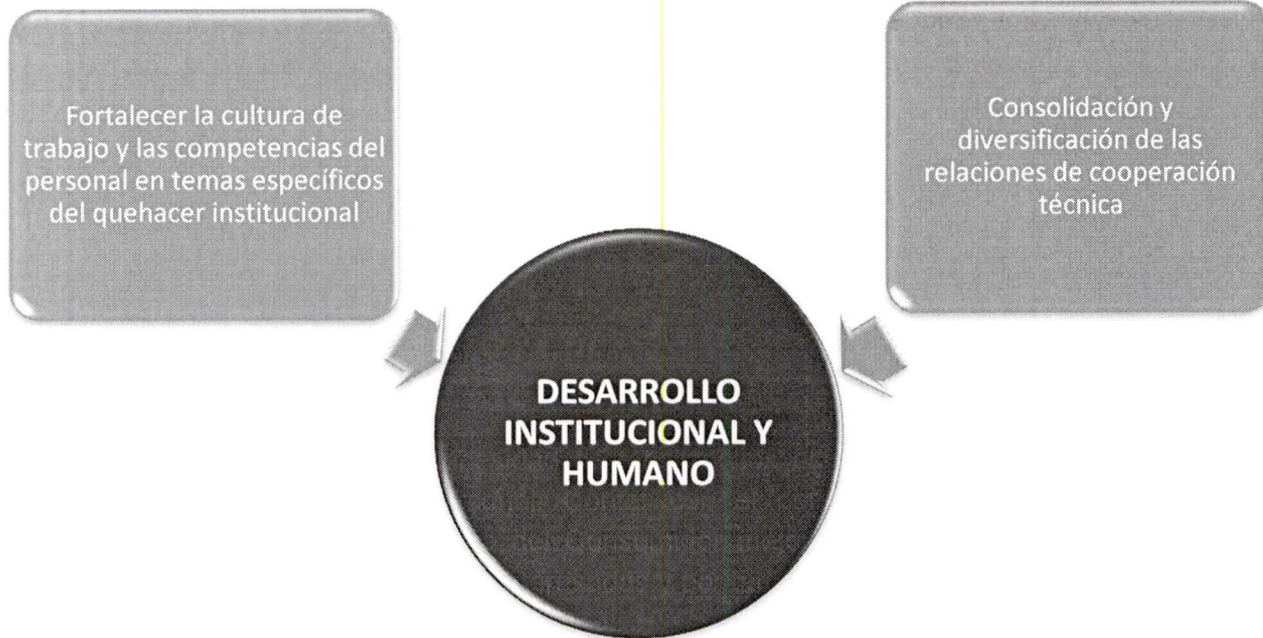 Fortalecer la cultura de
trabajo y las competencias del
personal en temas específicos
del quehacer institucional
Consolidación y
diversificación de las
relaciones de cooperación
técnica
DESARROLLO
INSTITUCIONAL Y
HUMANO